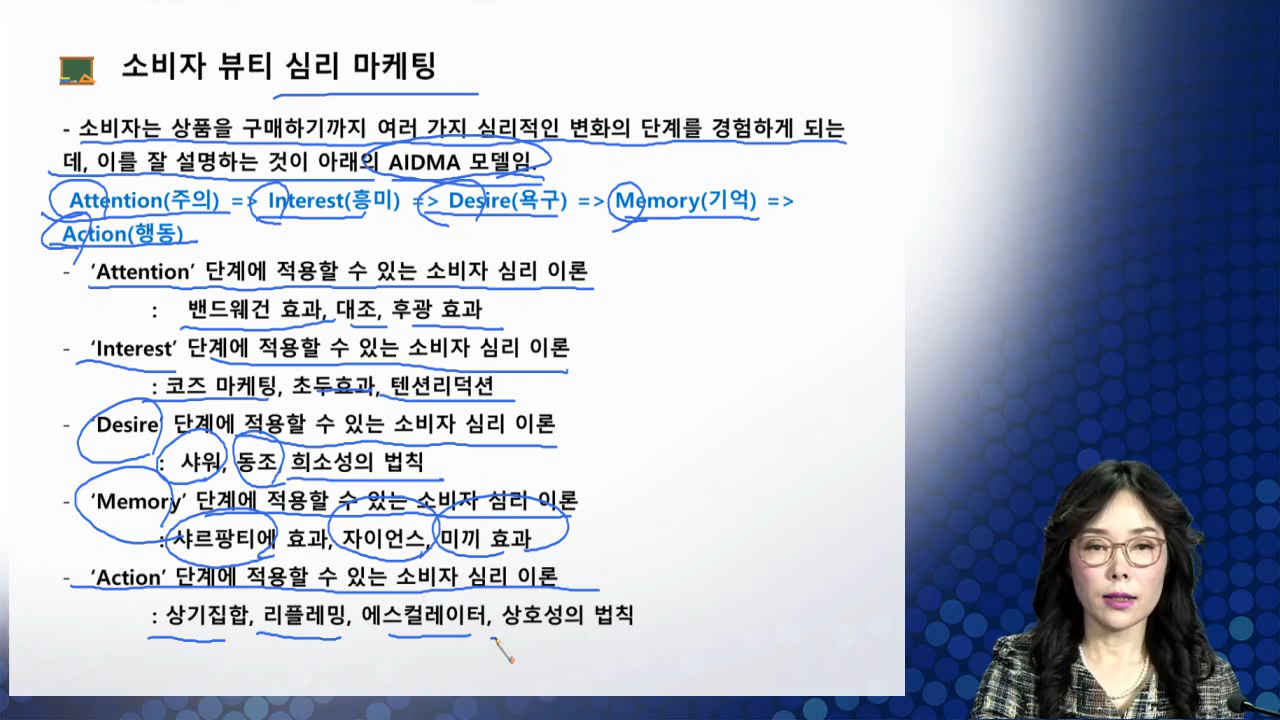 소비자 뷰티 심리 마케팅
- 소비자는 상품을 구매하기까지 여러 가지 심리적인 변화의 단계를 경험하게 되는
데, 이를 잘 설명하는 것이 아래의 AIDMA 모델임.
Attention(주의) => Interest(흥미) => Desire(욕구) => Memory(기억) =>
Action(행동)
- ‘Attention’ 단계에 적용할 수 있는 소비자 심리 이론
: 밴드웨건 효과, 대조, 후광 효과
- ‘Interest’ 단계에 적용할 수 있는 소비자 심리 이론
: 코즈 마케팅, 초두효과, 텐션리덕션
- ‘Desire’ 단계에 적용할 수 있는 소비자 심리 이론
: 샤워, 동조, 희소성의 법칙
- ‘Memory’ 단계에 적용할 수 있는 소비자 심리 이론
: 샤르팡티에 효과, 자이언스, 미끼 효과
- ‘Action’ 단계에 적용할 수 있는 소비자 심리 이론
: 상기집합, 리플레밍, 에스컬레이터, 상호성의 법칙